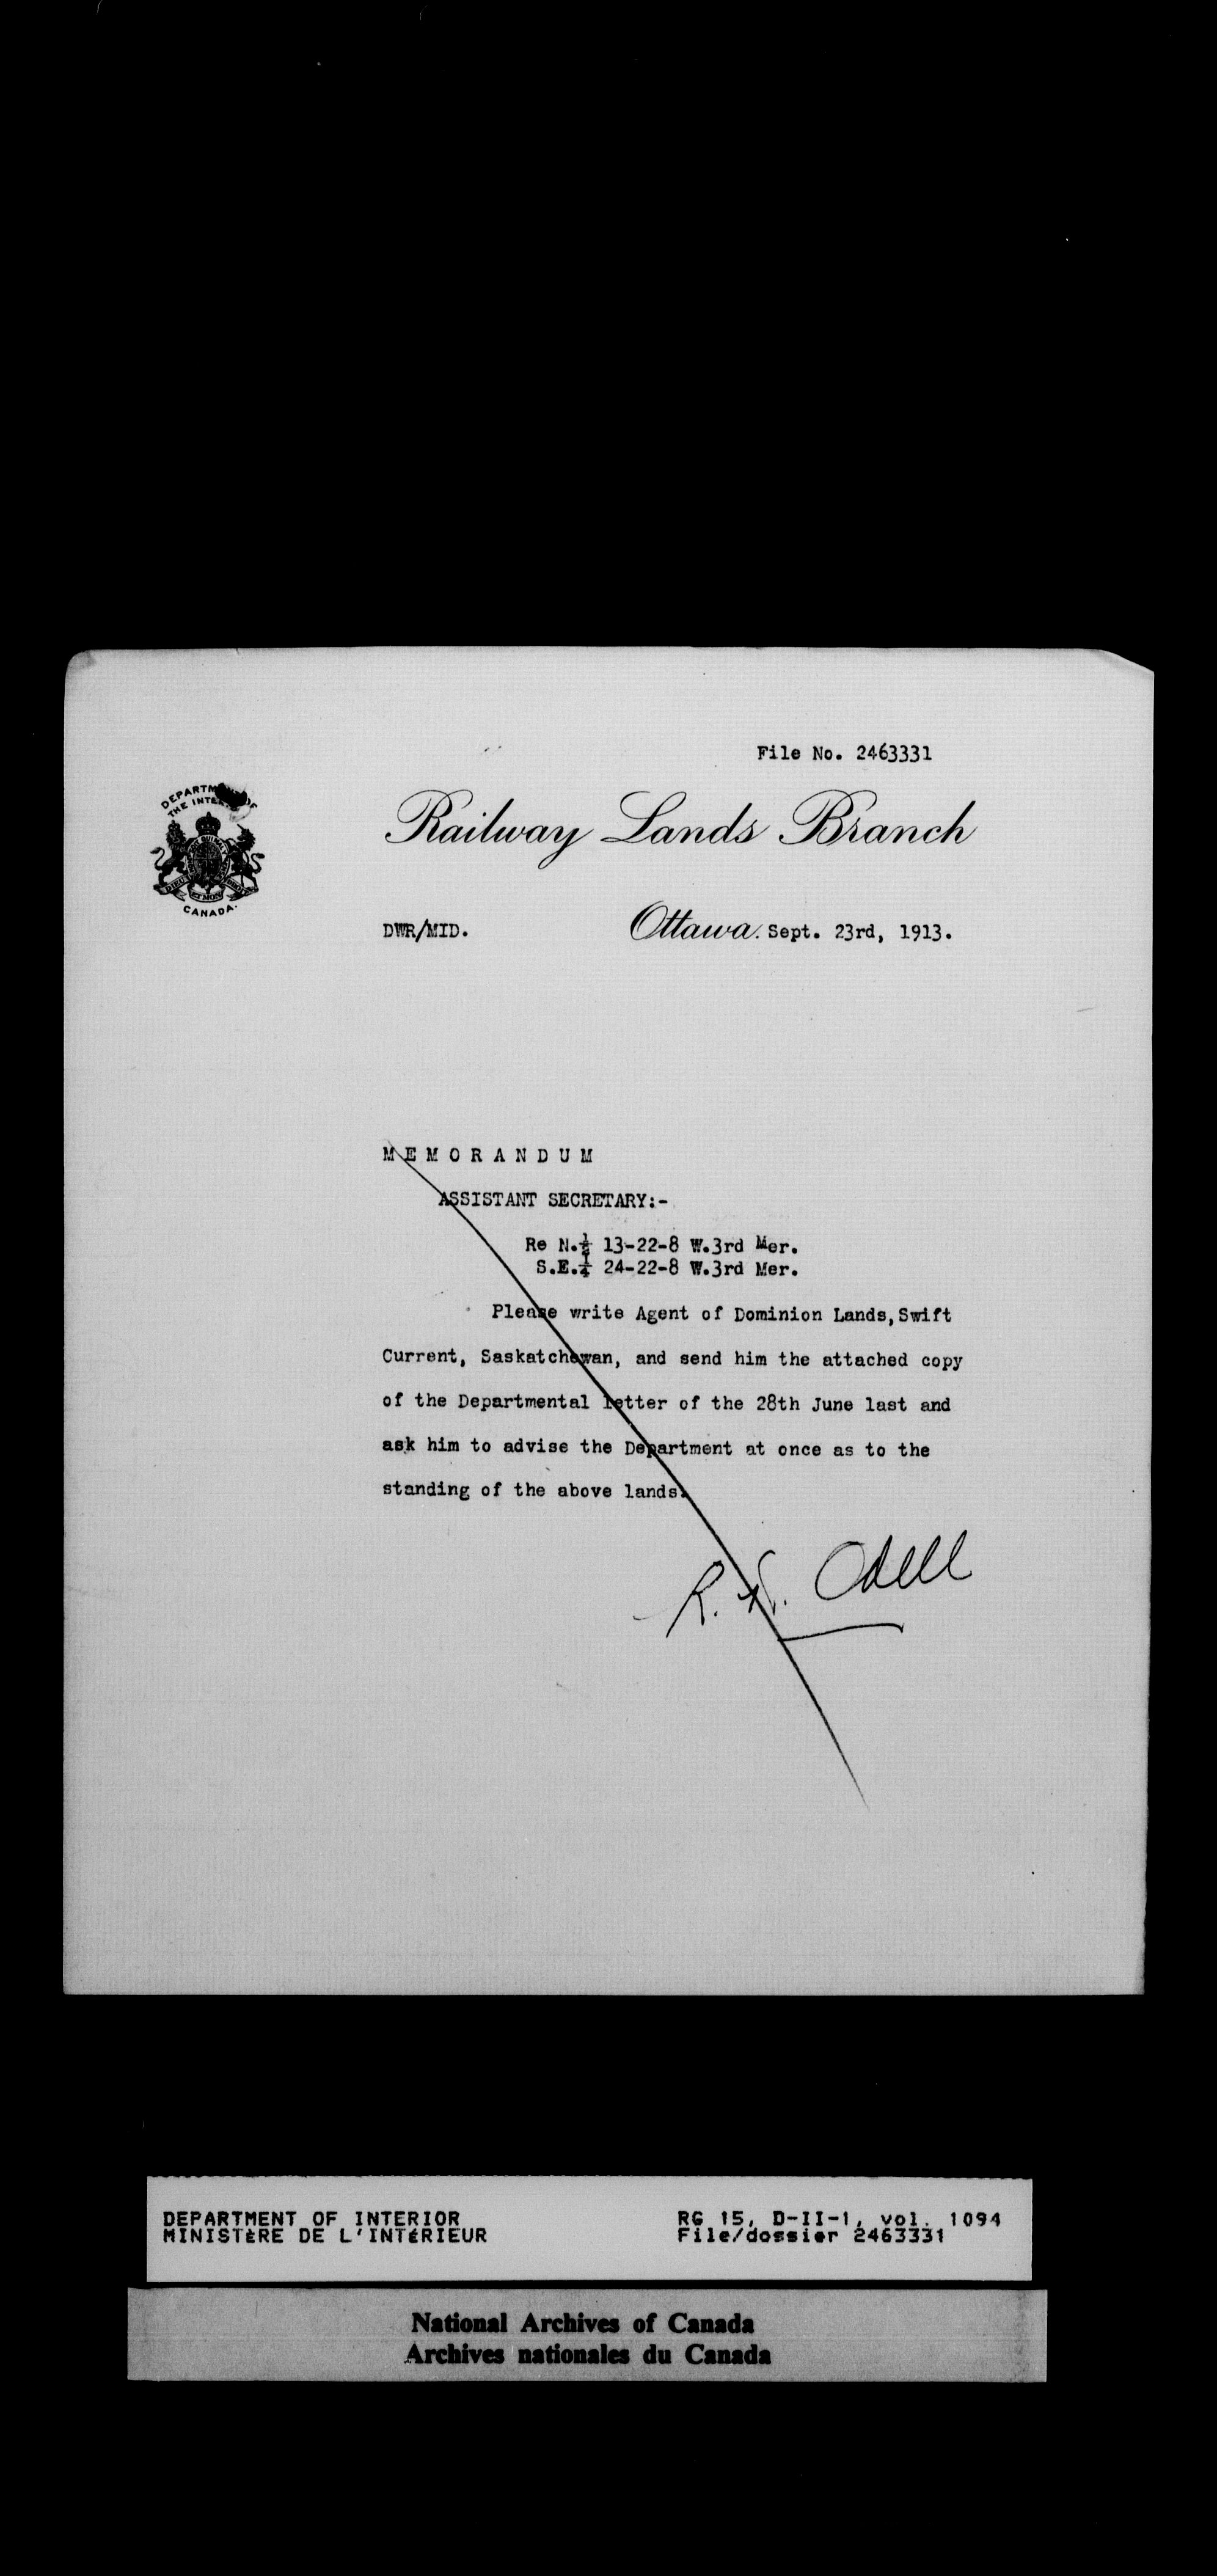 File No. 2463331
DEPARTMENT OF
THE INTERIOR
CANADA.
Railway Lands Branch
DWR/MID.
Ottawa. Sept. 23rd, 1913.
MEMORANDUM
ASSISTANT SECRETARY:-
Re N.½ 13-22-8 W.3rd Mer.
S.E.¼ 24-22-8 W.3rd Mer.
Please write Agent of Dominion Lands, Swift
Current, Saskatchewan, and send him the attached copy
of the Departmental letter of the 28th June last and
ask him to advise the Department at once as to the
standing of the above lands.
R. Odell
DEPARTMENT OF INTERIOR
MINISTÈRE DE L'INTÉRIEUR
RG 15, D-II-1, vol. 1094
File/dossier 2463331
National Archives of Canada
Archives nationales du Canada